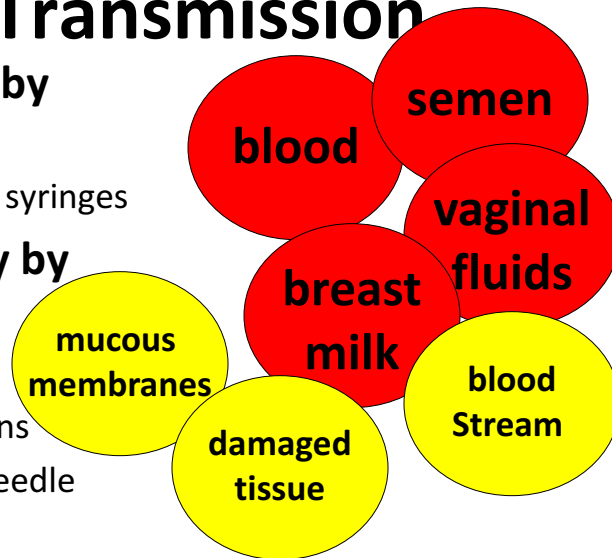 Transmission
by
syringes
y by
ns
eedle
blood
semen
vaginal
fluids
breast
milk
mucous
membranes
damaged
tissue
blood
Stream